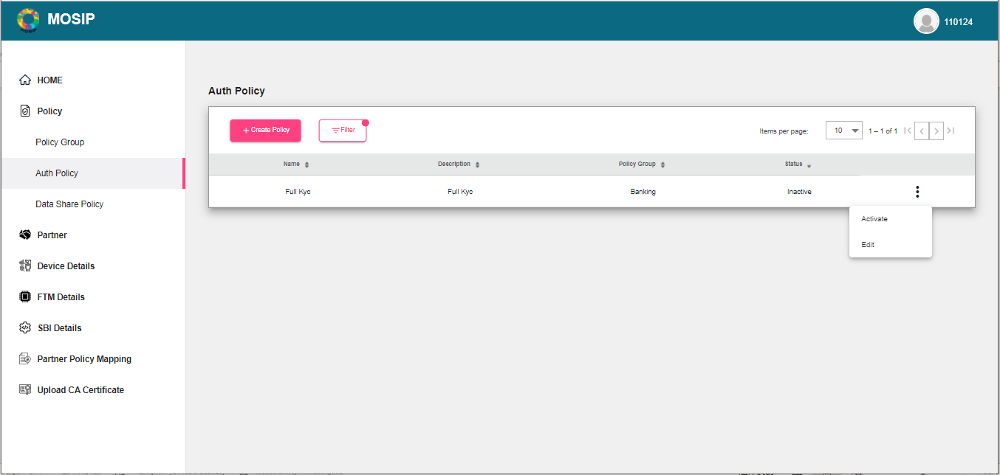 MOSIP
110124
HOME
Policy
Policy Group
Auth Policy
Data Share Policy
Partner
Device Details
FTM Details
SBI Details
Partner Policy Mapping
Upload CA Certificate
Auth Policy
+ Create Policy
Filter
Items per page:
10
1 – 1 of 1
Name
Description
Policy Group
Status
Full Kyc
Full Kyc
Banking
Inactive
Activate
Edit